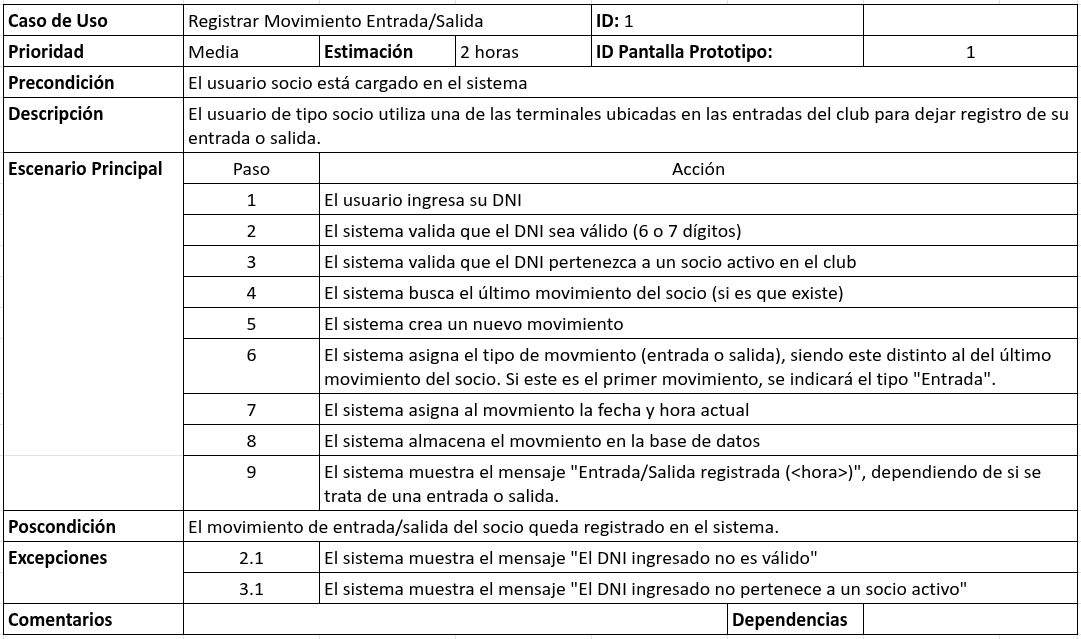 Caso de Uso Registrar Movimiento Entrada/Salida ID: 1
Prioridad Media Estimación 2 horas ID Pantalla Prototipo: 1
Precondición El usuario socio está cargado en el sistema
Descripción El usuario de tipo socio utiliza una de las terminales ubicadas en las entradas del club para dejar registro de su
entrada o salida.
Escenario Principal Paso Acción
1 El usuario ingresa su DNI
2 El sistema valida que el DNI sea válido (6 o 7 dígitos)
3 El sistema valida que el DNI pertenezca a un socio activo en el club
4 El sistema busca el último movimiento del socio (si es que existe)
5 El sistema crea un nuevo movimiento
6 El sistema asigna el tipo de movmiento (entrada o salida), siendo este distinto al del último
movimiento del socio. Si este es el primer movimiento, se indicará el tipo "Entrada".
7 El sistema asigna al movmiento la fecha y hora actual
8 El sistema almacena el movmiento en la base de datos
9 El sistema muestra el mensaje "Entrada/Salida registrada (<hora>)", dependiendo de si se
trata de una entrada o salida.
Poscondición El movimiento de entrada/salida del socio queda registrado en el sistema.
Excepciones 2.1 El sistema muestra el mensaje "El DNI ingresado no es válido"
3.1 El sistema muestra el mensaje "El DNI ingresado no pertenece a un socio activo"
Comentarios Dependencias